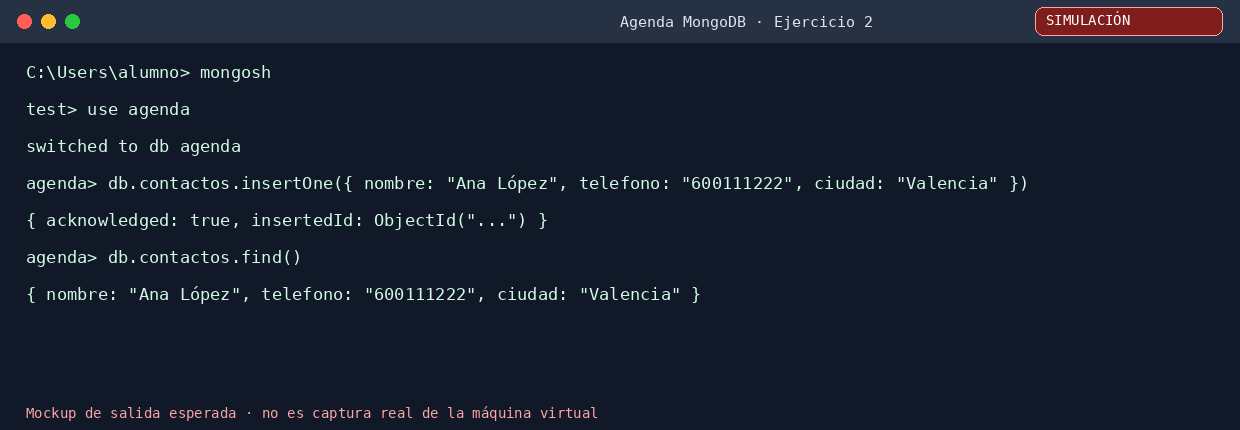 Agenda MongoDB · Ejercicio 2
SIMULACIÓN
C:\Users\alumno> mongosh
test> use agenda
switched to db agenda
agenda> db.contactos.insertOne({ nombre: "Ana López", telefono: "600111222", ciudad: "Valencia" })
{ acknowledged: true, insertedId: ObjectId("...") }
agenda> db.contactos.find()
{ nombre: "Ana López", telefono: "600111222", ciudad: "Valencia" }
Mockup de salida esperada · no es captura real de la máquina virtual